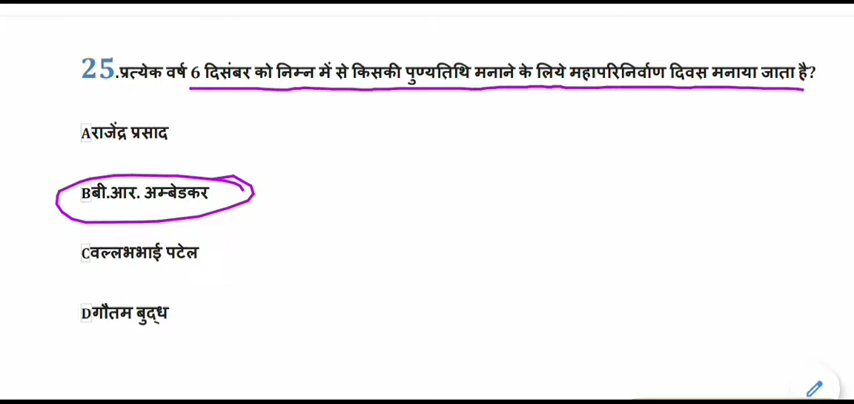 25.प्रत्येक वर्ष 6 दिसंबर को निम्न में से किसकी पुण्यतिथि मनाने के लिये महापरिनिर्वाण दिवस मनाया जाता है?
Aराजेंद्र प्रसाद
Bबी.आर. अम्बेडकर
Cवल्लभभाई पटेल
Dगौतम बुद्ध